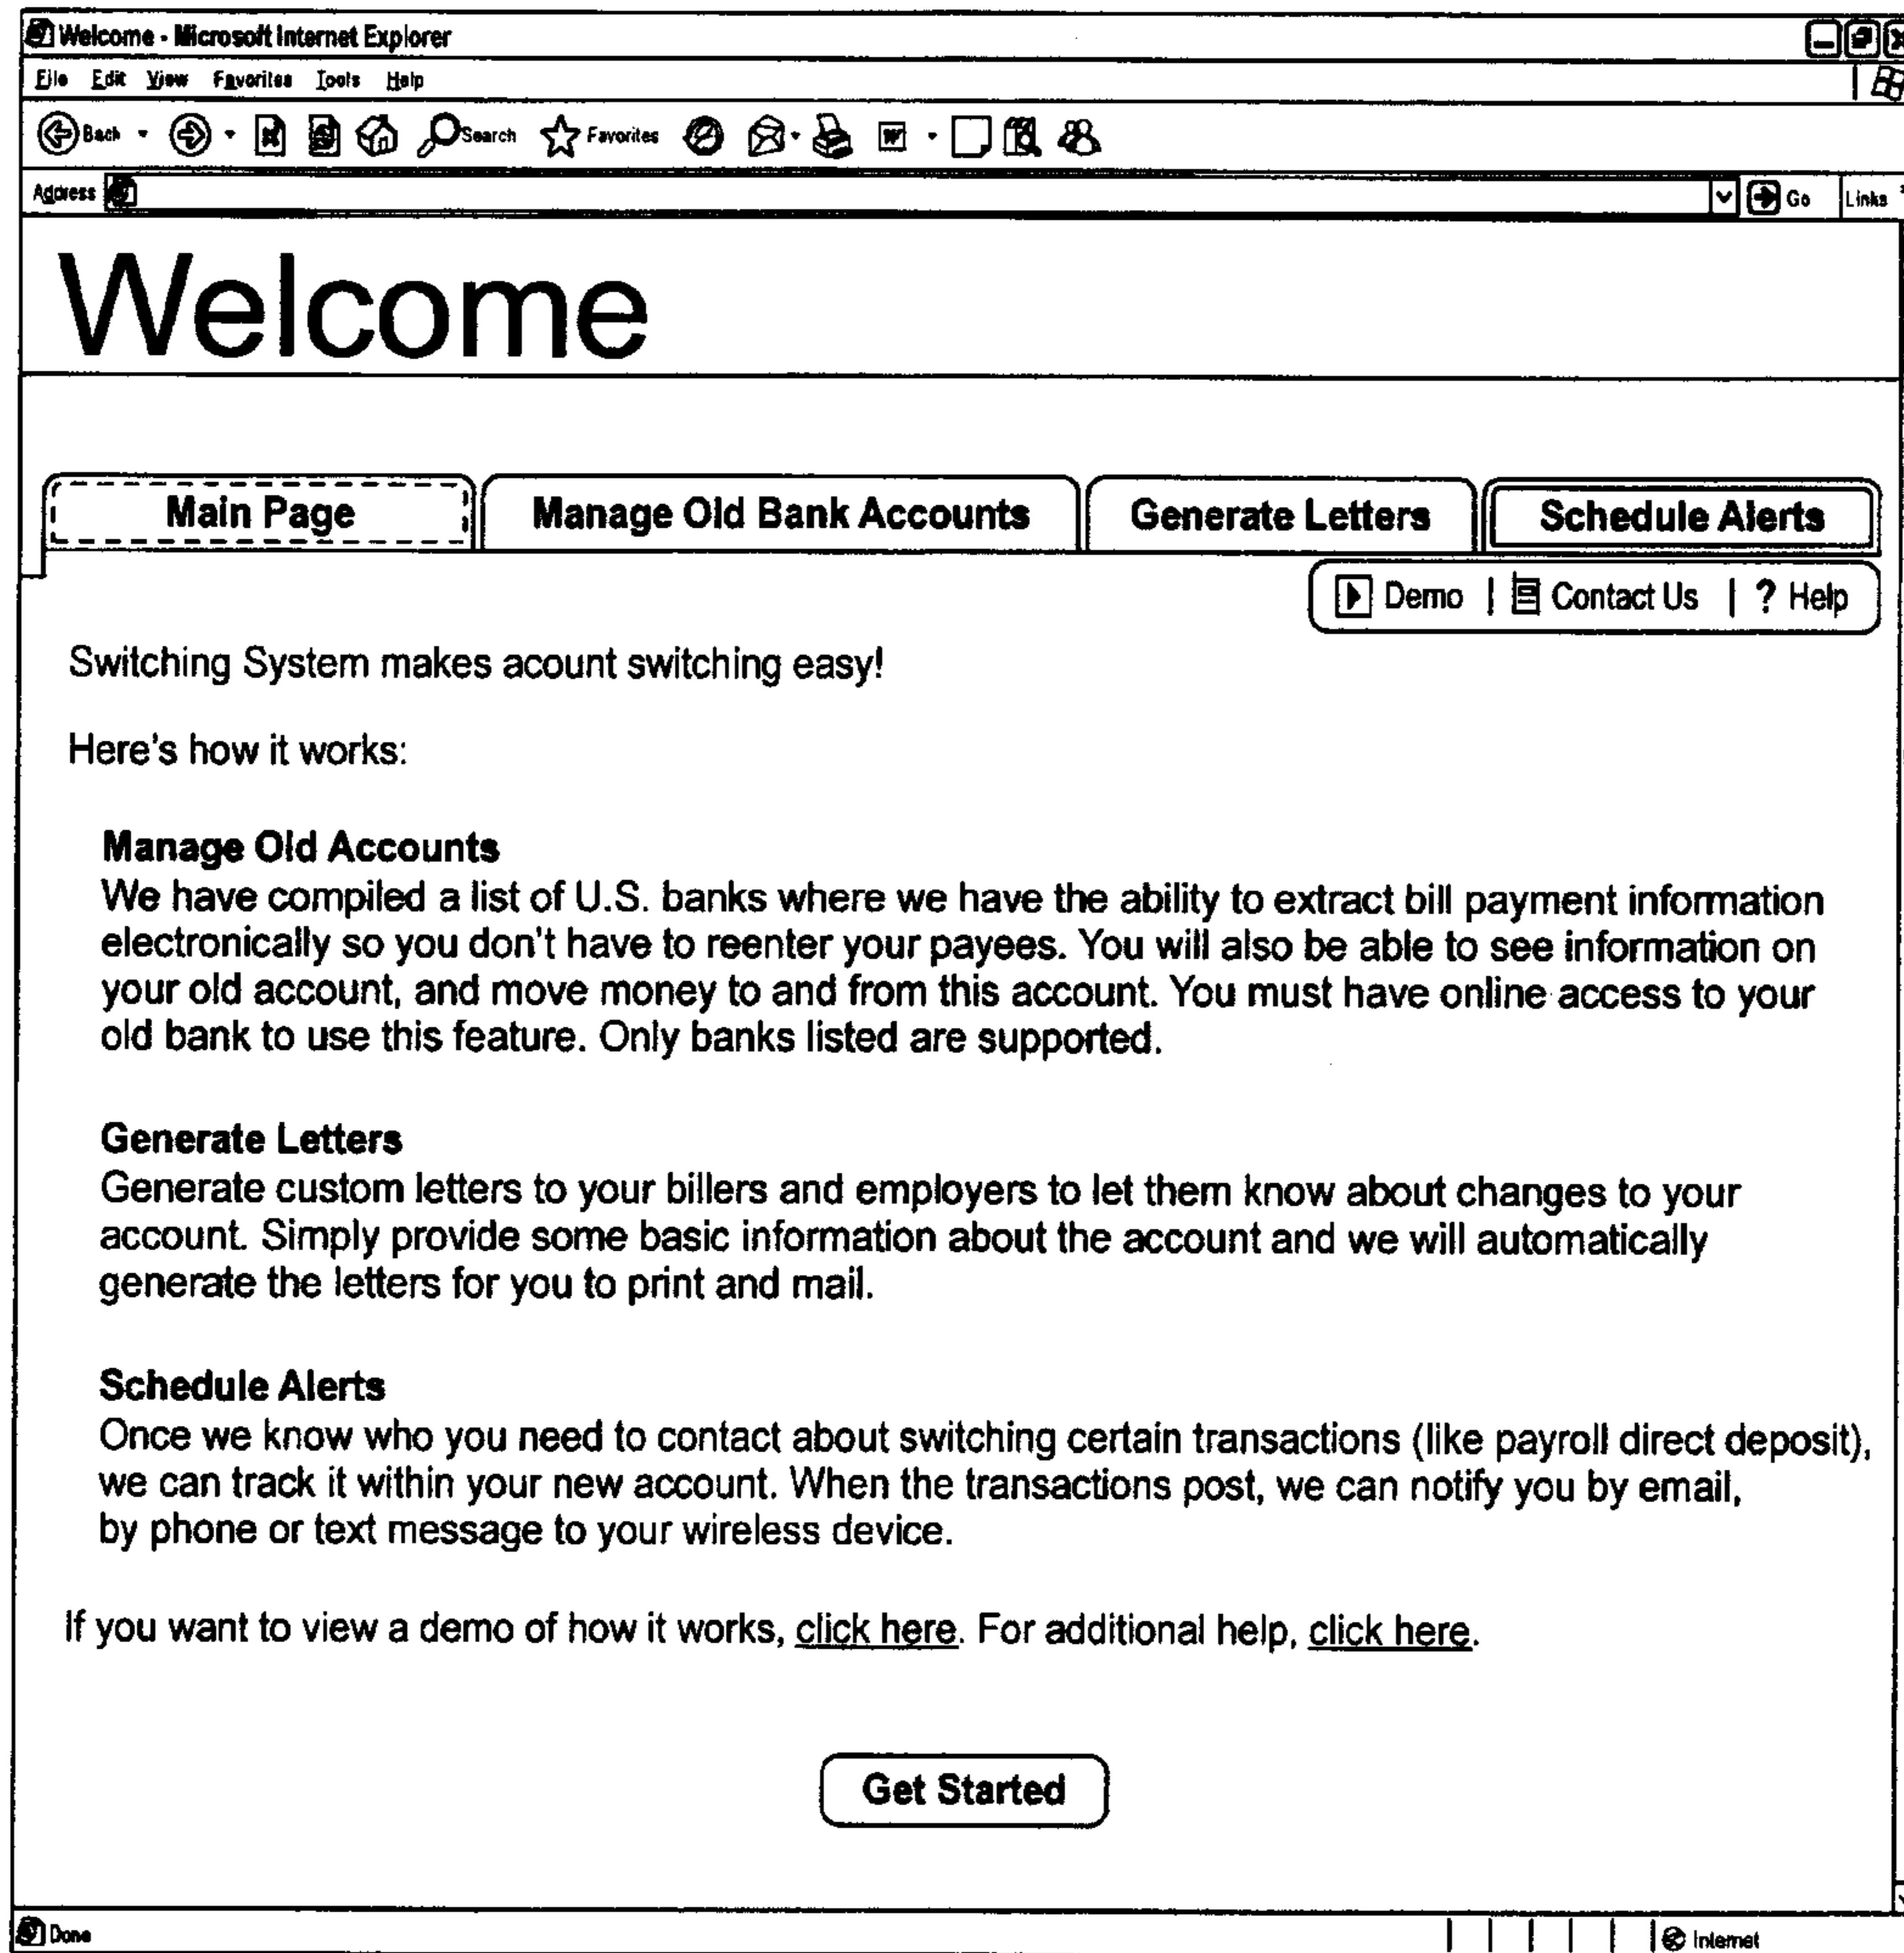 Welcome - Microsoft Internet Explorer
File Edit View Favorites Tools Help
Back Search Favorites
Address Go Links
Welcome
Main Page Manage Old Bank Accounts Generate Letters Schedule Alerts
Demo | Contact Us | ? Help
Switching System makes acount switching easy!
Here's how it works:
Manage Old Accounts
We have compiled a list of U.S. banks where we have the ability to extract bill payment information
electronically so you don't have to reenter your payees. You will also be able to see information on
your old account, and move money to and from this account. You must have online access to your
old bank to use this feature. Only banks listed are supported.
Generate Letters
Generate custom letters to your billers and employers to let them know about changes to your
account. Simply provide some basic information about the account and we will automatically
generate the letters for you to print and mail.
Schedule Alerts
Once we know who you need to contact about switching certain transactions (like payroll direct deposit),
we can track it within your new account. When the transactions post, we can notify you by email,
by phone or text message to your wireless device.
If you want to view a demo of how it works, click here. For additional help, click here.
Get Started
Done Internet